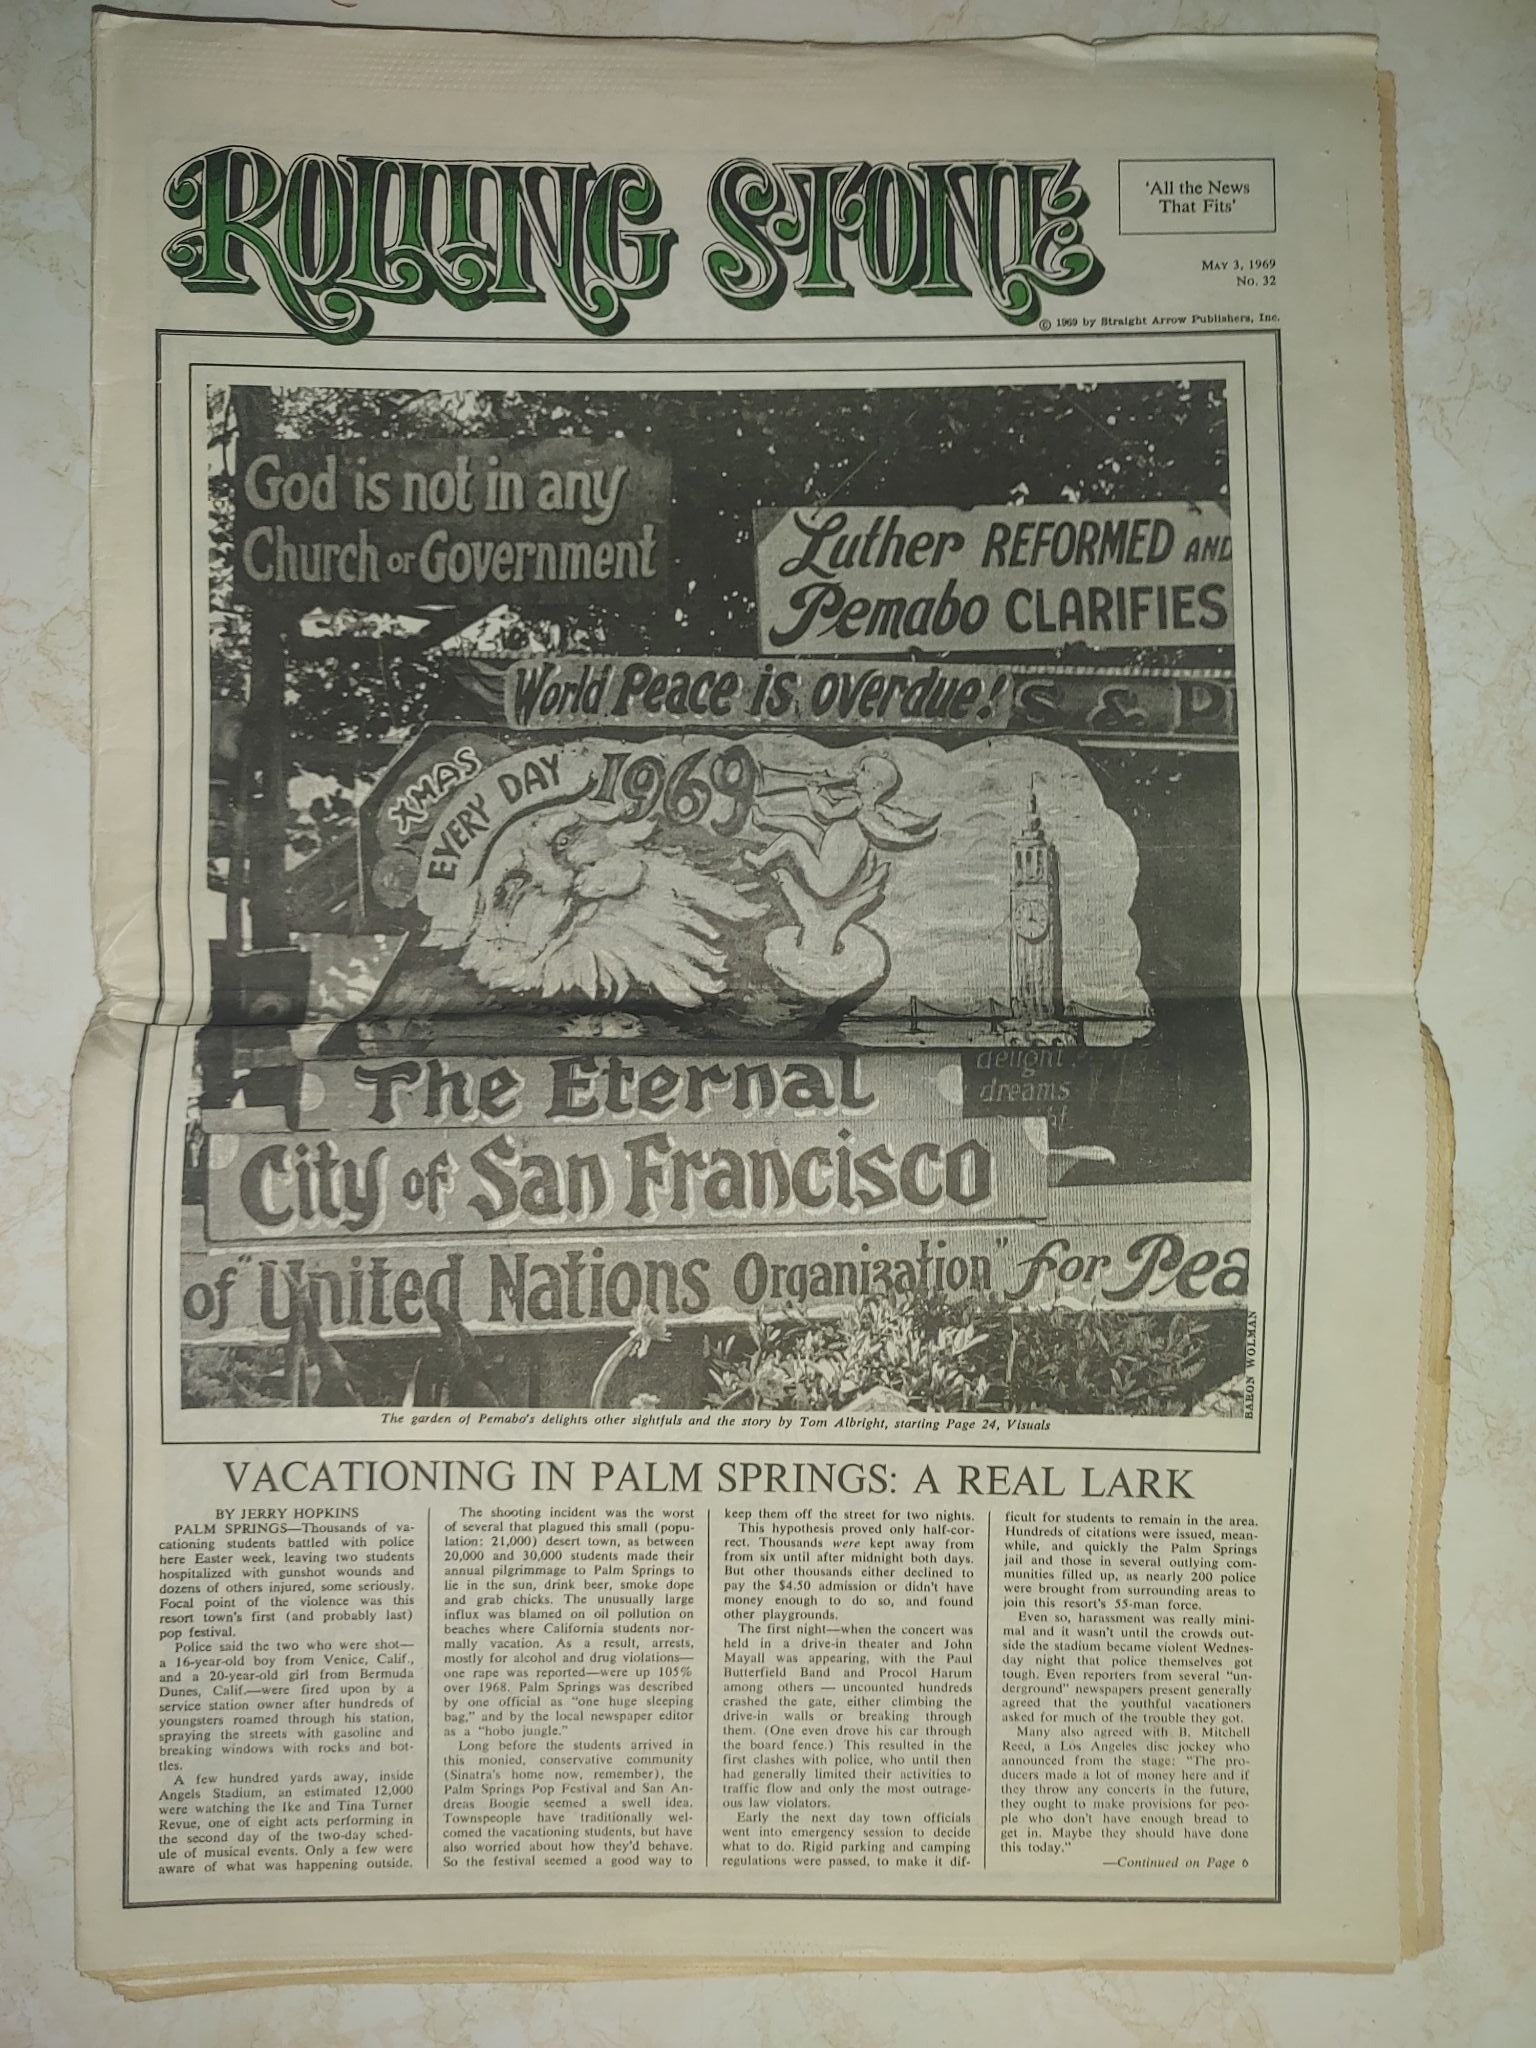 ROLLING STONE
'All the News
That Fits'
MAY 3, 1969
No. 32
© 1969 by Straight Arrow Publishers, Inc.
God is not in any
Church or Government
Luther REFORMED AND
Pemabo CLARIFIES
World Peace is overdue!
S & P
XMAS
EVERY DAY 1969
delight
dreams
The Eternal
City of San Francisco
of "United Nations Organization" for Pea
BARON WOLMAN
The garden of Pemabo's delights other sightfuls and the story by Tom Albright, starting Page 24, Visuals
VACATIONING IN PALM SPRINGS: A REAL LARK
BY JERRY HOPKINS
PALM SPRINGS—Thousands of va-
cationing students battled with police
here Easter week, leaving two students
hospitalized with gunshot wounds and
dozens of others injured, some seriously.
Focal point of the violence was this
resort town's first (and probably last)
pop festival.
Police said the two who were shot—
a 16-year-old boy from Venice, Calif.,
and a 20-year-old girl from Bermuda
Dunes, Calif.—were fired upon by a
service station owner after hundreds of
youngsters roamed through his station,
spraying the streets with gasoline and
breaking windows with rocks and bot-
tles.
A few hundred yards away, inside
Angels Stadium, an estimated 12,000
were watching the Ike and Tina Turner
Revue, one of eight acts performing in
the second day of the two-day sched-
ule of musical events. Only a few were
aware of what was happening outside.
The shooting incident was the worst
of several that plagued this small (popu-
lation: 21,000) desert town, as between
20,000 and 30,000 students made their
annual pilgrimmage to Palm Springs to
lie in the sun, drink beer, smoke dope
and grab chicks. The unusually large
influx was blamed on oil pollution on
beaches where California students nor-
mally vacation. As a result, arrests,
mostly for alcohol and drug violations—
one rape was reported—were up 105%
over 1968. Palm Springs was described
by one official as "one huge sleeping
bag," and by the local newspaper editor
as a "hobo jungle."
Long before the students arrived in
this monied, conservative community
(Sinatra's home now, remember), the
Palm Springs Pop Festival and San An-
dreas Boogie seemed a swell idea.
Townspeople have traditionally wel-
comed the vacationing students, but have
also worried about how they'd behave.
So the festival seemed a good way to
keep them off the street for two nights.
This hypothesis proved only half-cor-
rect. Thousands were kept away from
from six until after midnight both days.
But other thousands either declined to
pay the $4.50 admission or didn't have
money enough to do so, and found
other playgrounds.
The first night—when the concert was
held in a drive-in theater and John
Mayall was appearing, with the Paul
Butterfield Band and Procol Harum
among others — uncounted hundreds
crashed the gate, either climbing the
drive-in walls or breaking through
them. (One even drove his car through
the board fence.) This resulted in the
first clashes with police, who until then
had generally limited their activities to
traffic flow and only the most outrage-
ous law violators.
Early the next day town officials
went into emergency session to decide
what to do. Rigid parking and camping
regulations were passed, to make it dif-
ficult for students to remain in the area.
Hundreds of citations were issued, mean-
while, and quickly the Palm Springs
jail and those in several outlying com-
munities filled up, as nearly 200 police
were brought from surrounding areas to
join this resort's 55-man force.
Even so, harassment was really mini-
mal and it wasn't until the crowds out-
side the stadium became violent Wednes-
day night that police themselves got
tough. Even reporters from several "un-
derground" newspapers present generally
agreed that the youthful vacationers
asked for much of the trouble they got.
Many also agreed with B. Mitchell
Reed, a Los Angeles disc jockey who
announced from the stage: "The pro-
ducers made a lot of money here and if
they throw any concerts in the future,
they ought to make provisions for peo-
ple who don't have enough bread to
get in. Maybe they should have done
this today."
—Continued on Page 6